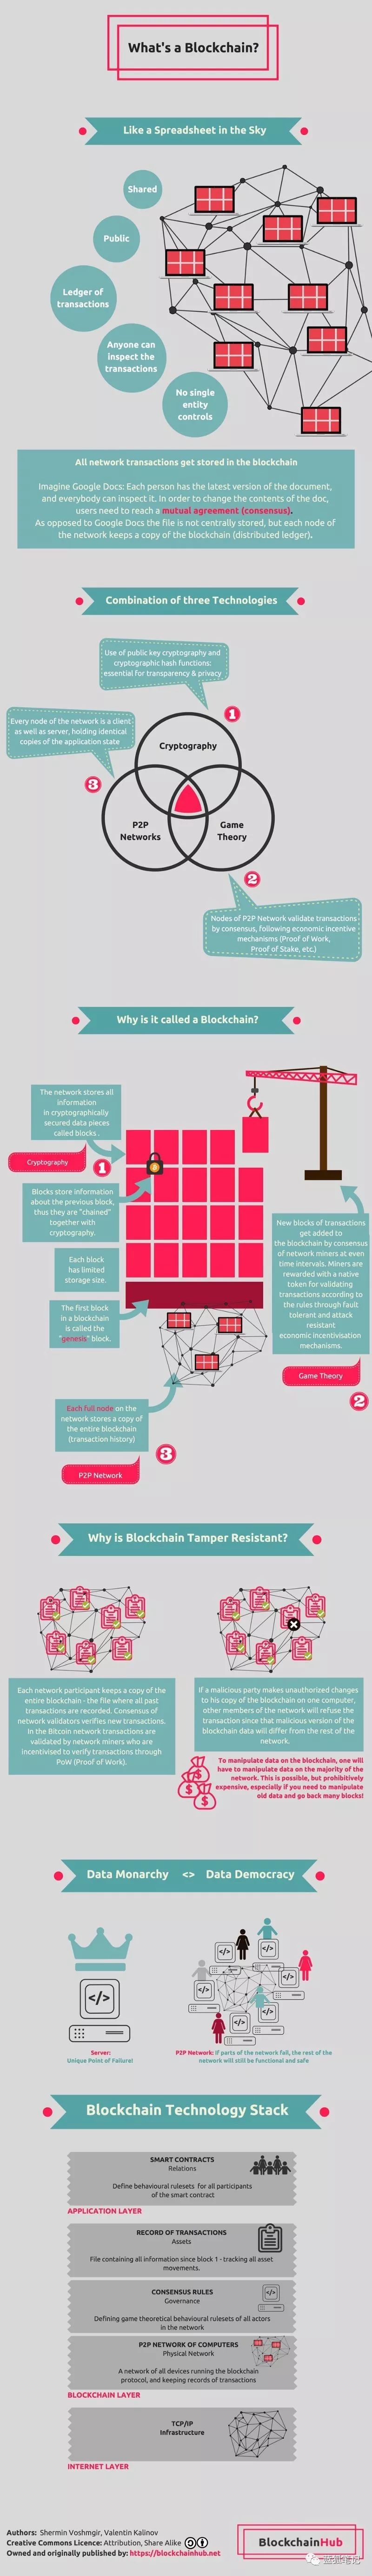 What's a Blockchain?
Like a Spreadsheet in the Sky
Shared
Public
Ledger of
transactions
Anyone can
inspect the
transactions
No single
entity
controls
All network transactions get stored in the blockchain
Imagine Google Docs: Each person has the latest version of the document,
and everybody can inspect it. In order to change the contents of the doc,
users need to reach a mutual agreement (consensus).
As opposed to Google Docs the file is not centrally stored, but each node of
the network keeps a copy of the blockchain (distributed ledger).
Combination of three Technologies
Use of public key cryptography and
cryptographic hash functions:
essential for transparency & privacy
1
Every node of the network is a client
as well as server, holding identical
copies of the application state
3
Cryptography
P2P
Networks
Game
Theory
2
Nodes of P2P Network validate transactions
by consensus, following economic incentive
mechanisms (Proof of Work,
Proof of Stake, etc.)
Why is it called a Blockchain?
The network stores all
information
in cryptographically
secured data pieces
called blocks.
Cryptography
1
Blocks store information
about the previous block,
thus they are "chained"
together with
cryptography.
Each block
has limited
storage size.
The first block
in a blockchain
is called the
"genesis" block.
New blocks of transactions
get added to
the blockchain by consensus
of network miners at even
time intervals. Miners are
rewarded with a native
token for validating
transactions according to
the rules through fault
tolerant and attack
resistant
economic incentivisation
mechanisms.
Game Theory
2
Each full node on the
network stores a copy of
the entire blockchain
(transaction history)
3
P2P Network
Why is Blockchain Tamper Resistant?
Each network participant keeps a copy of the
entire blockchain - the file where all past
transactions are recorded. Consensus of
network validators verifies new transactions.
In the Bitcoin network transactions are
validated by network miners who are
incentivised to verify transactions through
PoW (Proof of Work).
If a malicious party makes unauthorized changes
to his copy of the blockchain on one computer,
other members of the network will refuse the
transaction since that malicious version of the
blockchain data will differ from the rest of the
network.
To manipulate data on the blockchain, one will
have to manipulate data on the majority of the
network. This is possible, but prohibitively
expensive, especially if you need to manipulate
old data and go back many blocks!
Data Monarchy <> Data Democracy
Server:
Unique Point of Failure!
P2P Network: If parts of the network fail, the rest of the
network will still be functional and safe
Blockchain Technology Stack
SMART CONTRACTS
Relations
Define behavioural rulesets for all participants
of the smart contract
APPLICATION LAYER
RECORD OF TRANSACTIONS
Assets
File containing all information since block 1 - tracking all asset
movements.
CONSENSUS RULES
Governance
Defining game theoretical behavioural rulesets of all actors
in the network
P2P NETWORK OF COMPUTERS
Physical Network
A network of all devices running the blockchain
protocol, and keeping records of transactions
BLOCKCHAIN LAYER
TCP/IP
Infrastructure
INTERNET LAYER
Authors: Shermin Voshmgir, Valentin Kalinov
Creative Commons Licence: Attribution, Share Alike
Owned and originally published by: https://blockchainhub.net
BlockchainHub